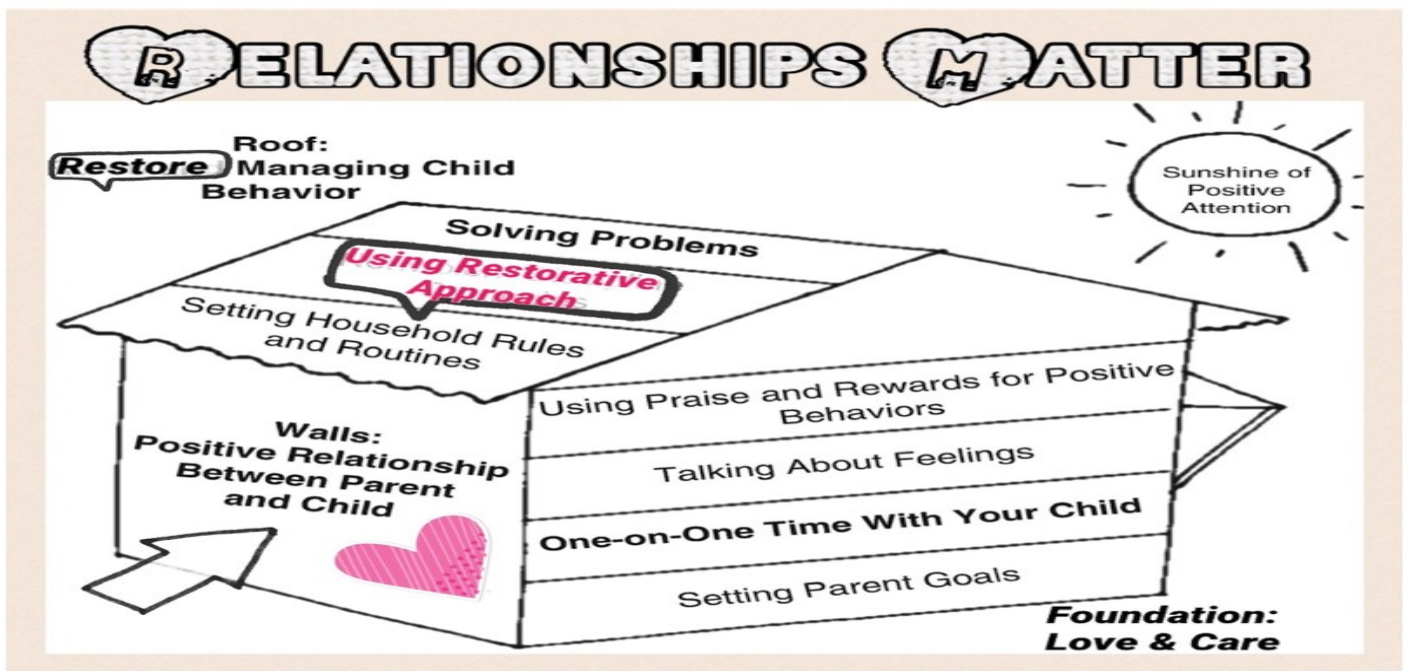 RELATIONSHIPS MATTER
Roof:
Restore Managing Child
Behavior
Sunshine of
Positive
Attention
Solving Problems
Using Restorative
Approach
Setting Household Rules
and Routines
Walls:
Positive Relationship
Between Parent
and Child
Using Praise and Rewards for Positive
Behaviors
Talking About Feelings
One-on-One Time With Your Child
Setting Parent Goals
Foundation:
Love & Care